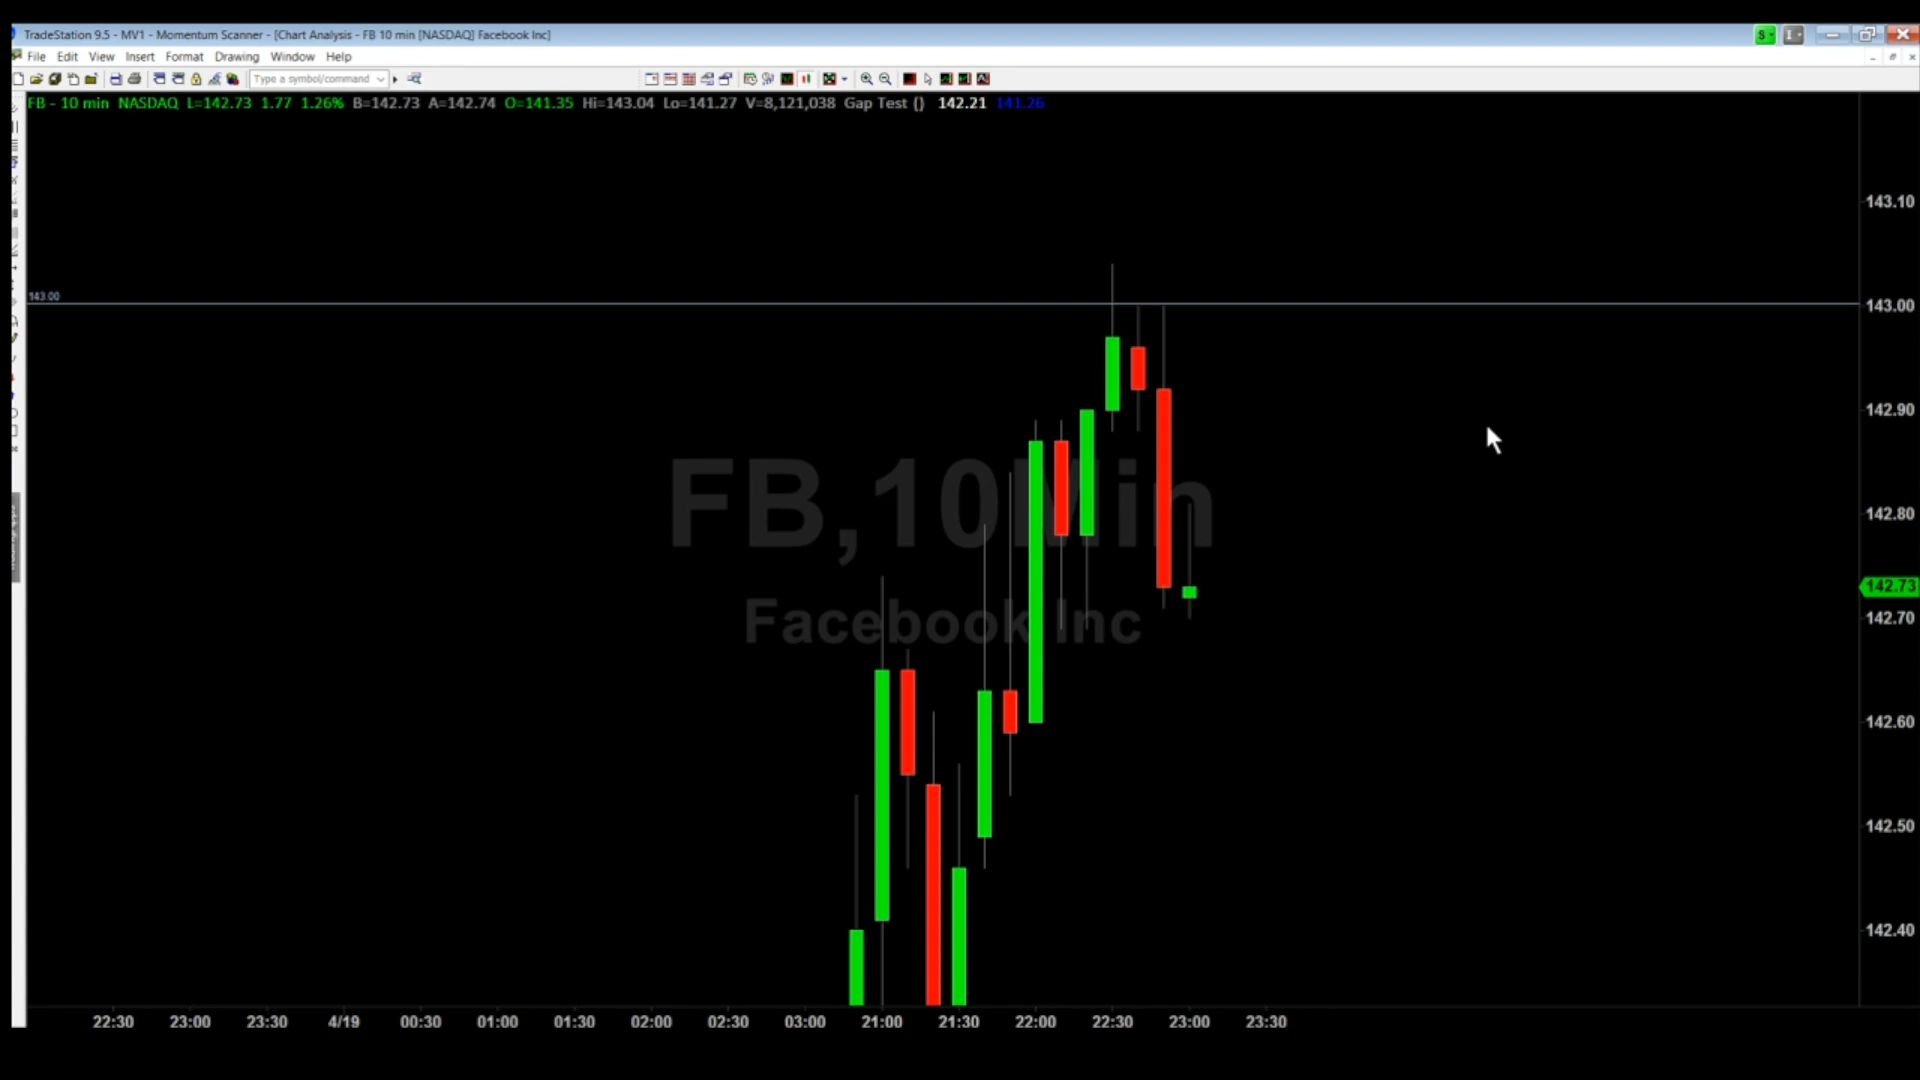 TradeStation 9.5 - MV1 - Momentum Scanner - [Chart Analysis - FB 10 min [NASDAQ] Facebook Inc]
File Edit View Insert Format Drawing Window Help
Type a symbol/command
FB - 10 min NASDAQ L=142.73 1.77 1.26% B=142.73 A=142.74 O=141.35 Hi=143.04 Lo=141.27 V=8,121,038 Gap Test () 142.21 141.26
143.10
143.00
143.00
142.90
FB,10Min
142.80
142.73
Facebook Inc
142.70
142.60
142.50
142.40
22:30 23:00 23:30 4/19 00:30 01:00 01:30 02:00 02:30 03:00 21:00 21:30 22:00 22:30 23:00 23:30